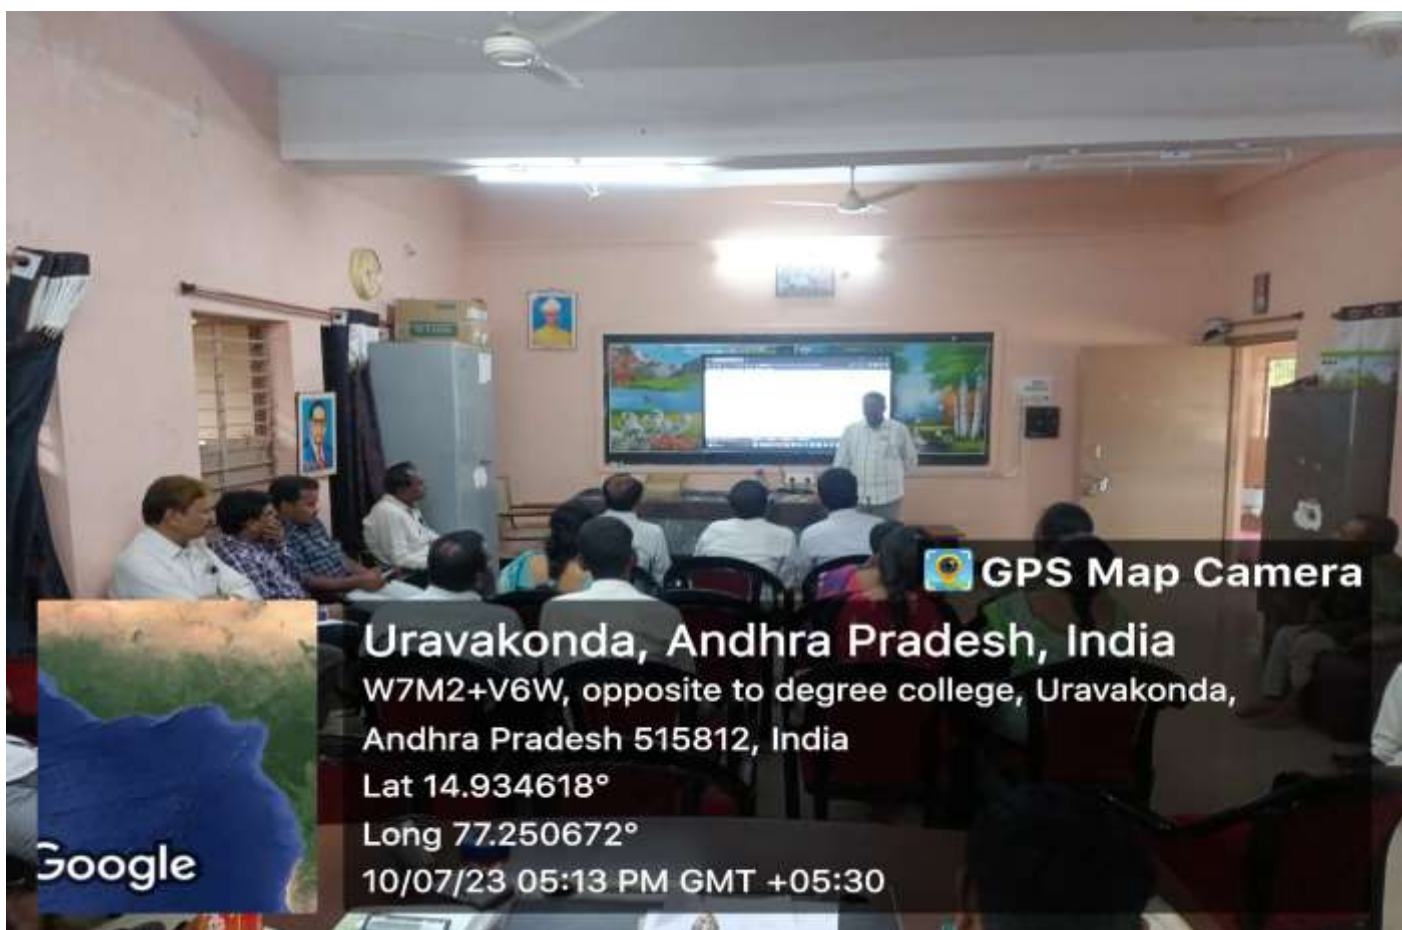 GPS Map Camera
Uravakonda, Andhra Pradesh, India
W7M2+V6W, opposite to degree college, Uravakonda,
Andhra Pradesh 515812, India
Lat 14.934618°
Long 77.250672°
10/07/23 05:13 PM GMT +05:30
Google